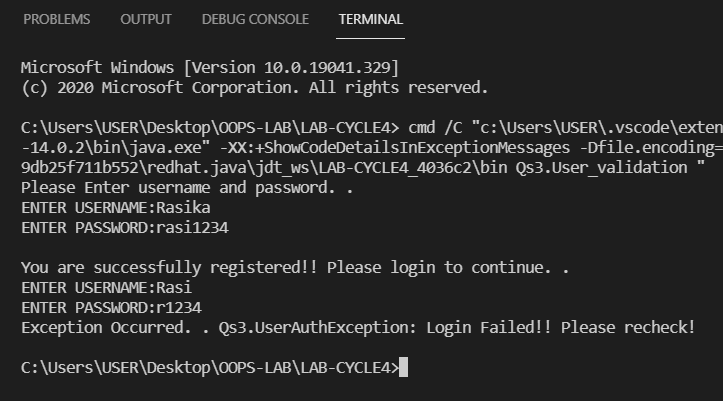 PROBLEMS OUTPUT DEBUG CONSOLE TERMINAL
Microsoft Windows [Version 10.0.19041.329]
(c) 2020 Microsoft Corporation. All rights reserved.
C:\Users\USER\Desktop\OOPS-LAB\LAB-CYCLE4> cmd /C "c:\Users\USER\.vscode\exten
-14.0.2\bin\java.exe" -XX:+ShowCodeDetailsInExceptionMessages -Dfile.encoding=
9db25f711b552\redhat.java\jdt_ws\LAB-CYCLE4_4036c2\bin Qs3.User_validation "
Please Enter username and password. .
ENTER USERNAME:Rasika
ENTER PASSWORD:rasi1234
You are successfully registered!! Please login to continue. .
ENTER USERNAME:Rasi
ENTER PASSWORD:r1234
Exception Occurred. . Qs3.UserAuthException: Login Failed!! Please recheck!
C:\Users\USER\Desktop\OOPS-LAB\LAB-CYCLE4>